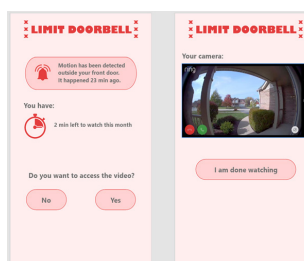 LIMIT DOORBELL
Motion has been detected
outside your front door.
It happened 23 min ago.
You have:
2 min left to watch this month
Do you want to access the video?
No
Yes
LIMIT DOORBELL
Your camera:
ring
I am done watching